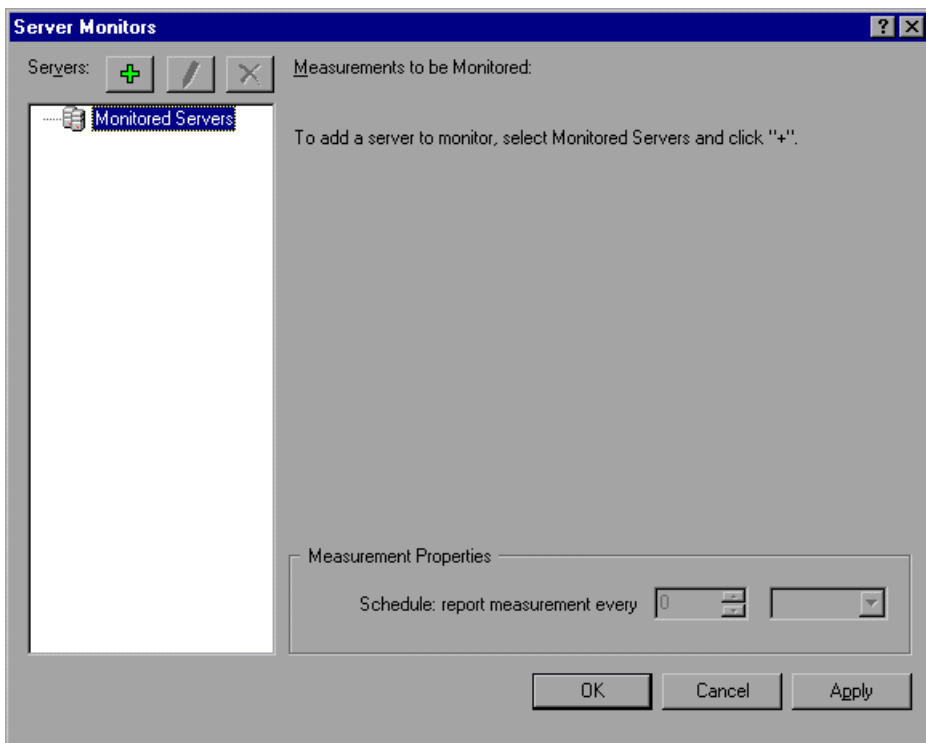 Server Monitors
Servers:
Measurements to be Monitored:
Monitored Servers
To add a server to monitor, select Monitored Servers and click "+".
Measurement Properties
Schedule: report measurement every 0
OK Cancel Apply